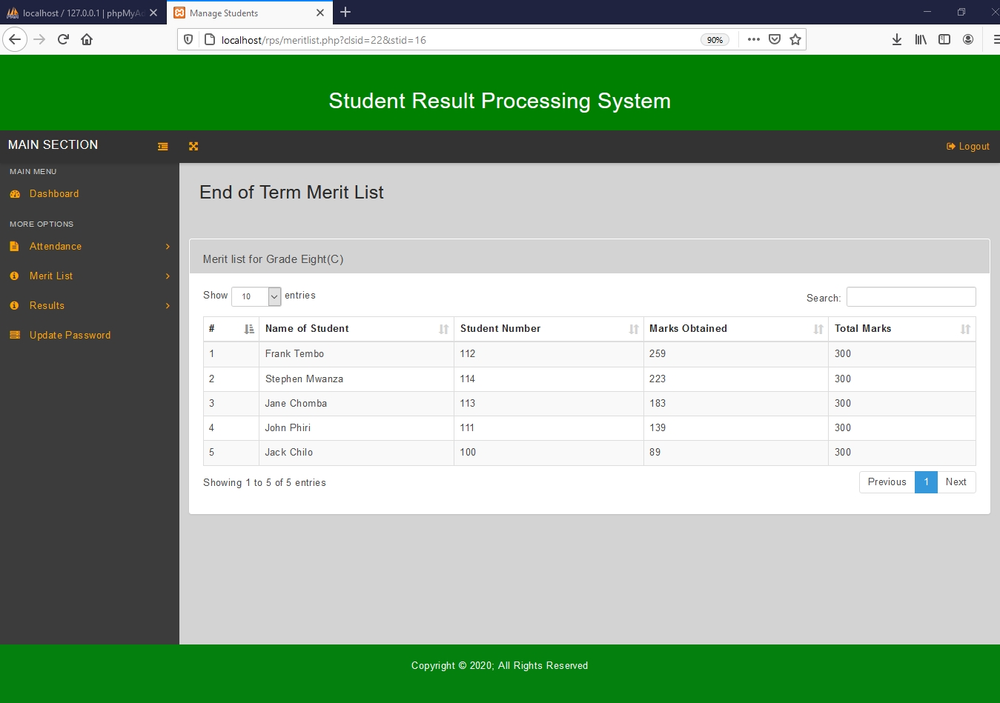 localhost / 127.0.0.1 | phpMyAd
Manage Students
localhost/rps/meritlist.php?clsid=22&stid=16
90%
Student Result Processing System
MAIN SECTION
Logout
MAIN MENU
Dashboard
MORE OPTIONS
Attendance
Merit List
Results
Update Password
End of Term Merit List
Merit list for Grade Eight(C)
Show 10 entries
Search:
# Name of Student Student Number Marks Obtained Total Marks
1 Frank Tembo 112 259 300
2 Stephen Mwanza 114 223 300
3 Jane Chomba 113 183 300
4 John Phiri 111 139 300
5 Jack Chilo 100 89 300
Showing 1 to 5 of 5 entries
Previous 1 Next
Copyright © 2020; All Rights Reserved